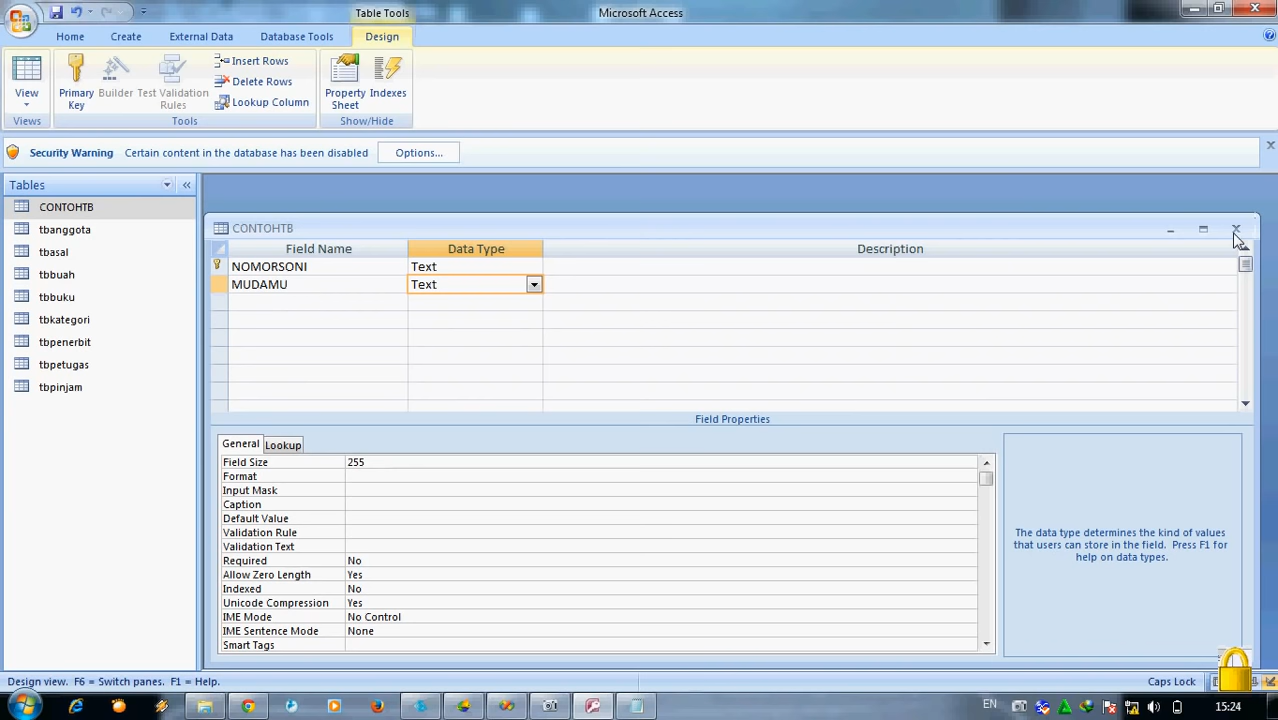 Table Tools
Microsoft Access
Home
Create
External Data
Database Tools
Design
View
Primary Key
Builder
Test Validation Rules
Insert Rows
Delete Rows
Lookup Column
Property Sheet
Indexes
Views
Tools
Show/Hide
Security Warning
Certain content in the database has been disabled
Options...
Tables
CONTOHTB
tbanggota
tbasal
tbbuah
tbbuku
tbkategori
tbpenerbit
tbpetugas
tbpinjam
CONTOHTB
Field Name
Data Type
Description
NOMORSONI
Text
MUDAMU
Text
Field Properties
General
Lookup
Field Size
255
Format
Input Mask
Caption
Default Value
Validation Rule
Validation Text
Required
No
Allow Zero Length
Yes
Indexed
No
Unicode Compression
Yes
IME Mode
No Control
IME Sentence Mode
None
Smart Tags
The data type determines the kind of values
that users can store in the field. Press F1 for
help on data types.
Design view. F6 = Switch panes. F1 = Help.
Caps Lock
EN
15:24